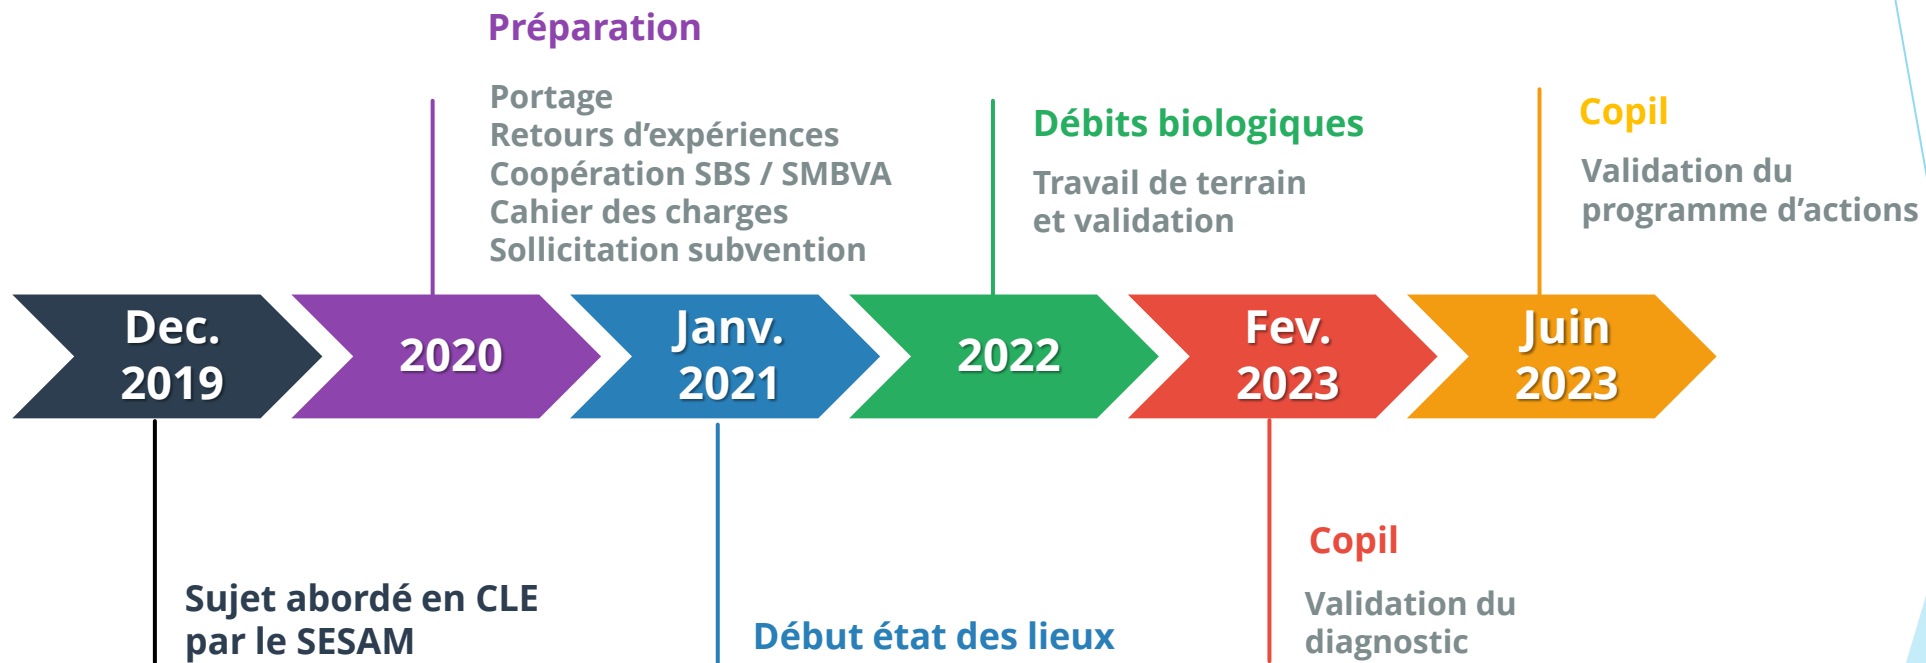 Préparation
Portage
Retours d’expériences
Coopération SBS / SMBVA
Cahier des charges
Sollicitation subvention
Débits biologiques
Travail de terrain
et validation
Copil
Validation du
programme d’actions
Dec.
2019
2020
Janv.
2021
2022
Fev.
2023
Juin
2023
Sujet abordé en CLE
par le SESAM
Début état des lieux
Copil
Validation du
diagnostic